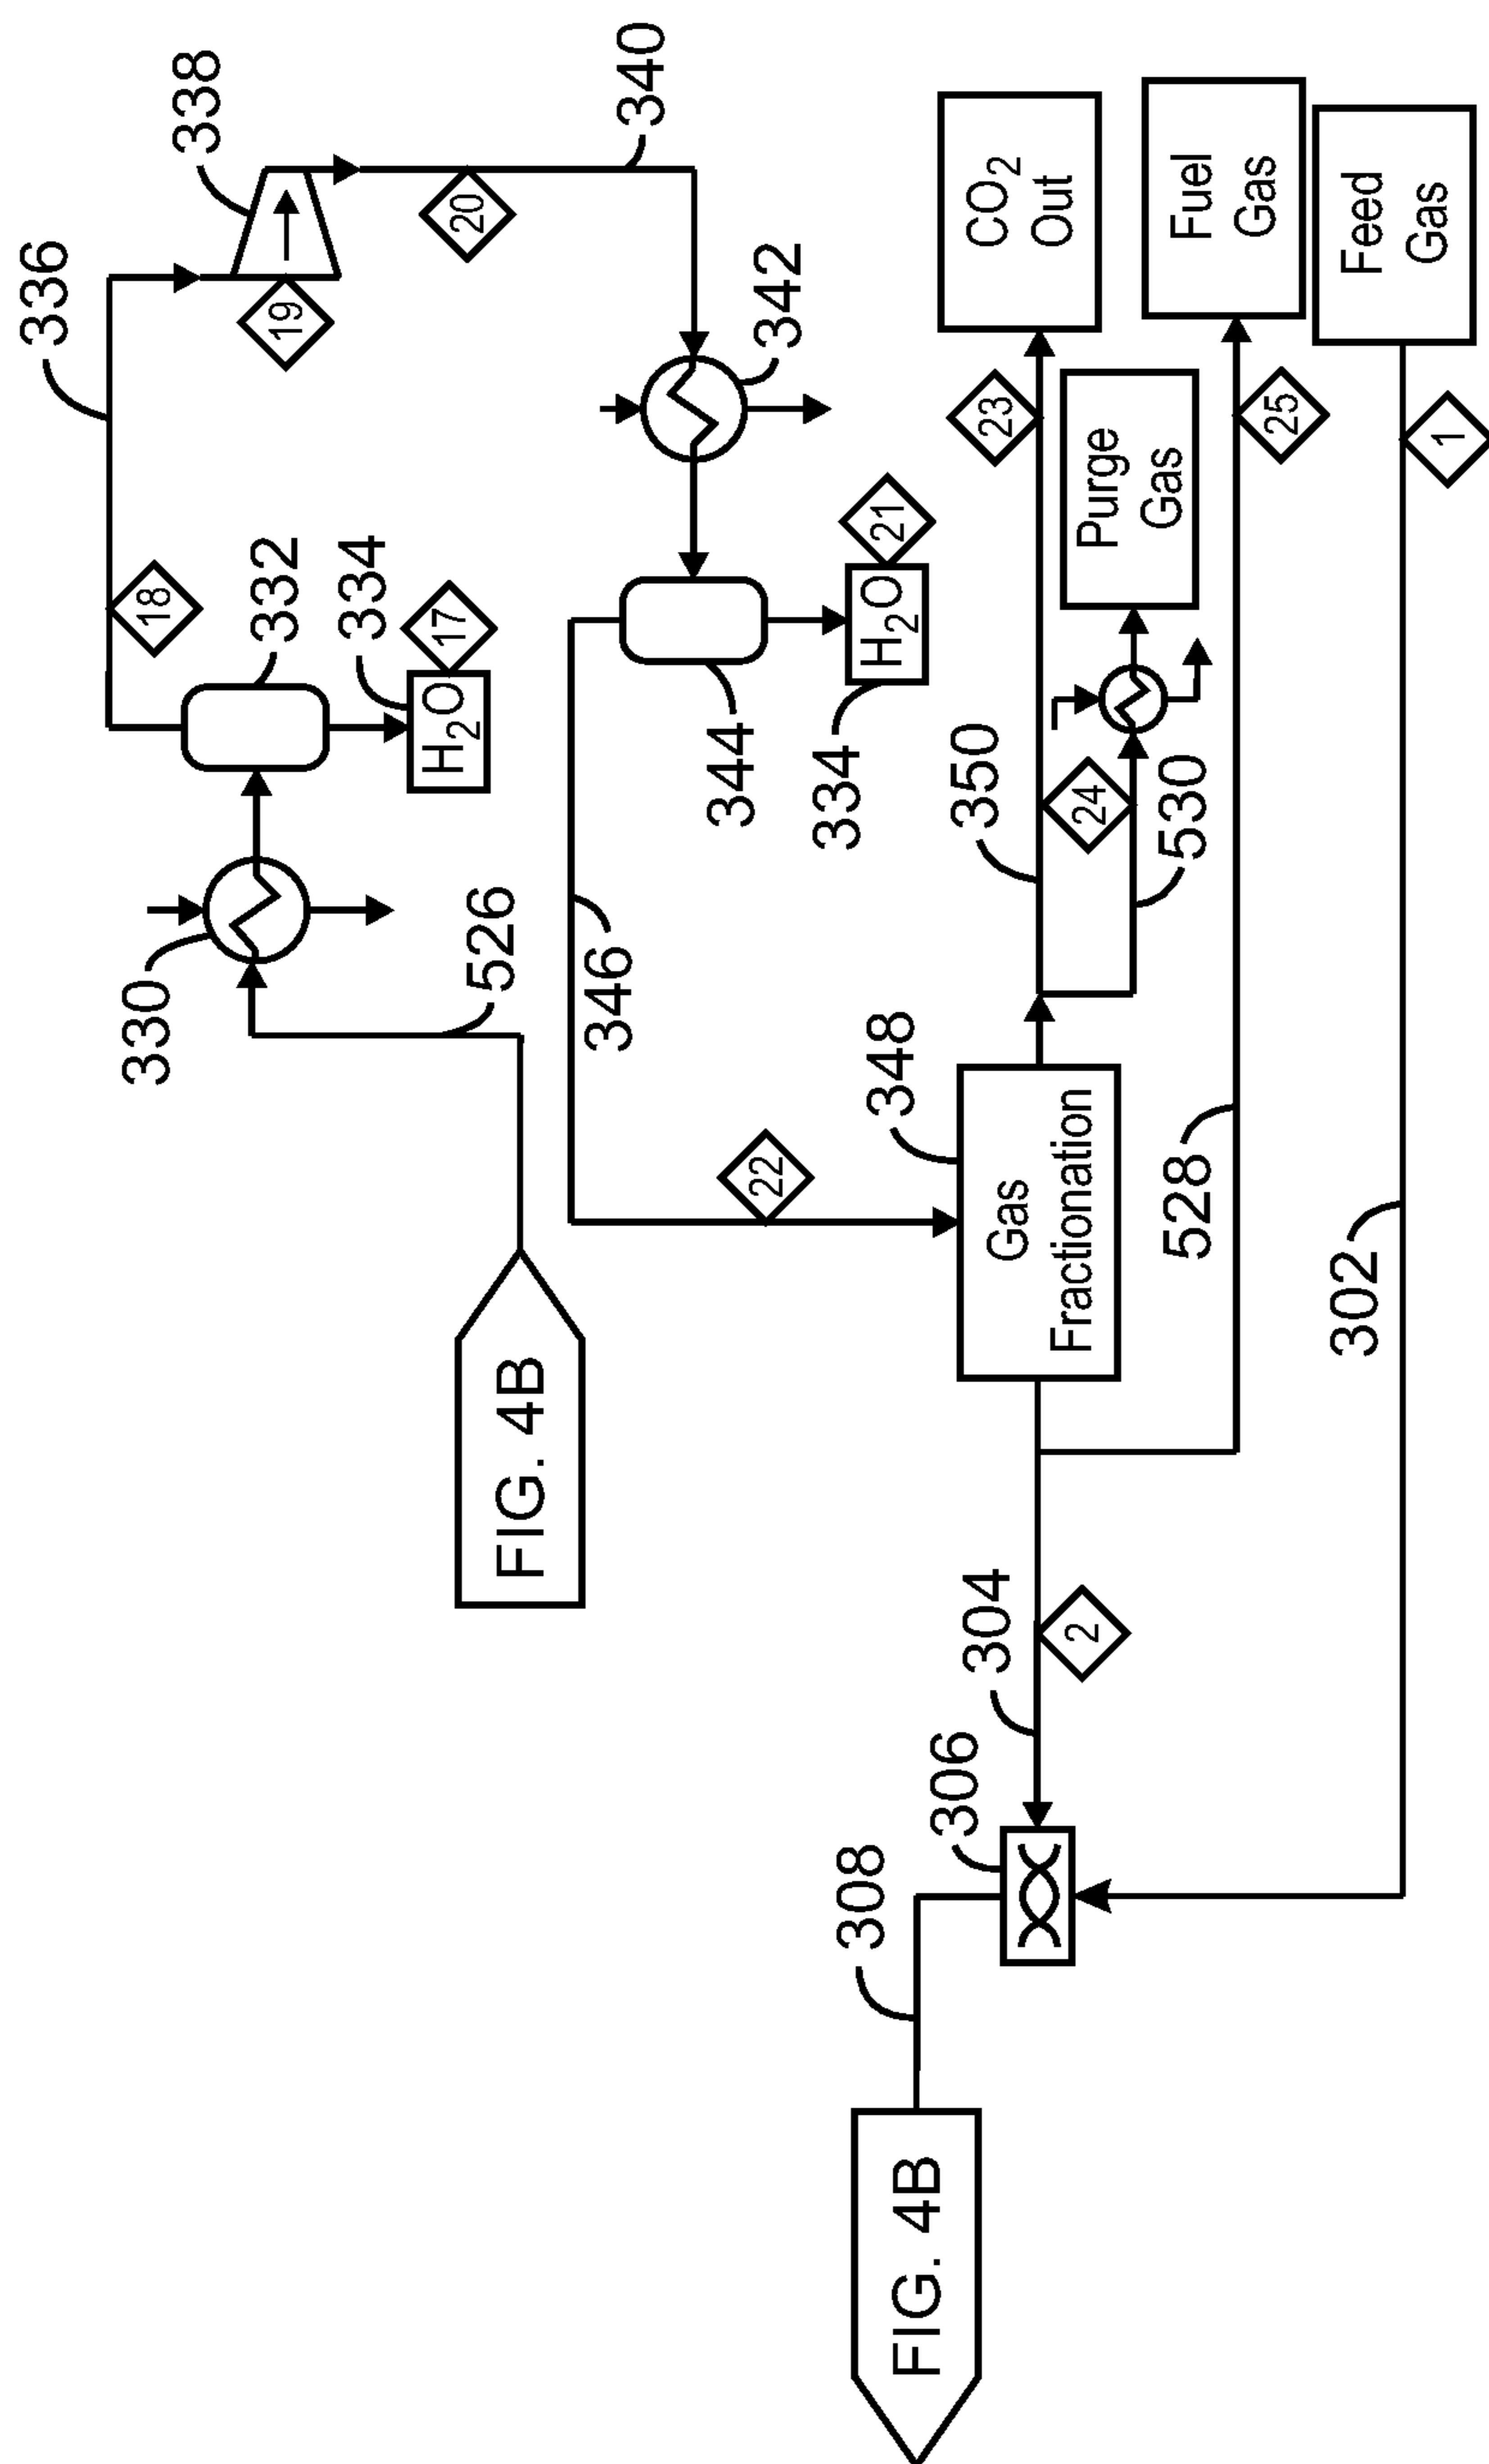 336
338
18
19
20
340
330
332
334
H2O
17
342
526
FIG. 4B
346
344
334
H2O
21
22
348
Gas
Fractionation
350
23
CO2
Out
24
530
Purge
Gas
528
25
Fuel
Gas
308
306
304
2
302
1
Feed
Gas
FIG. 4B